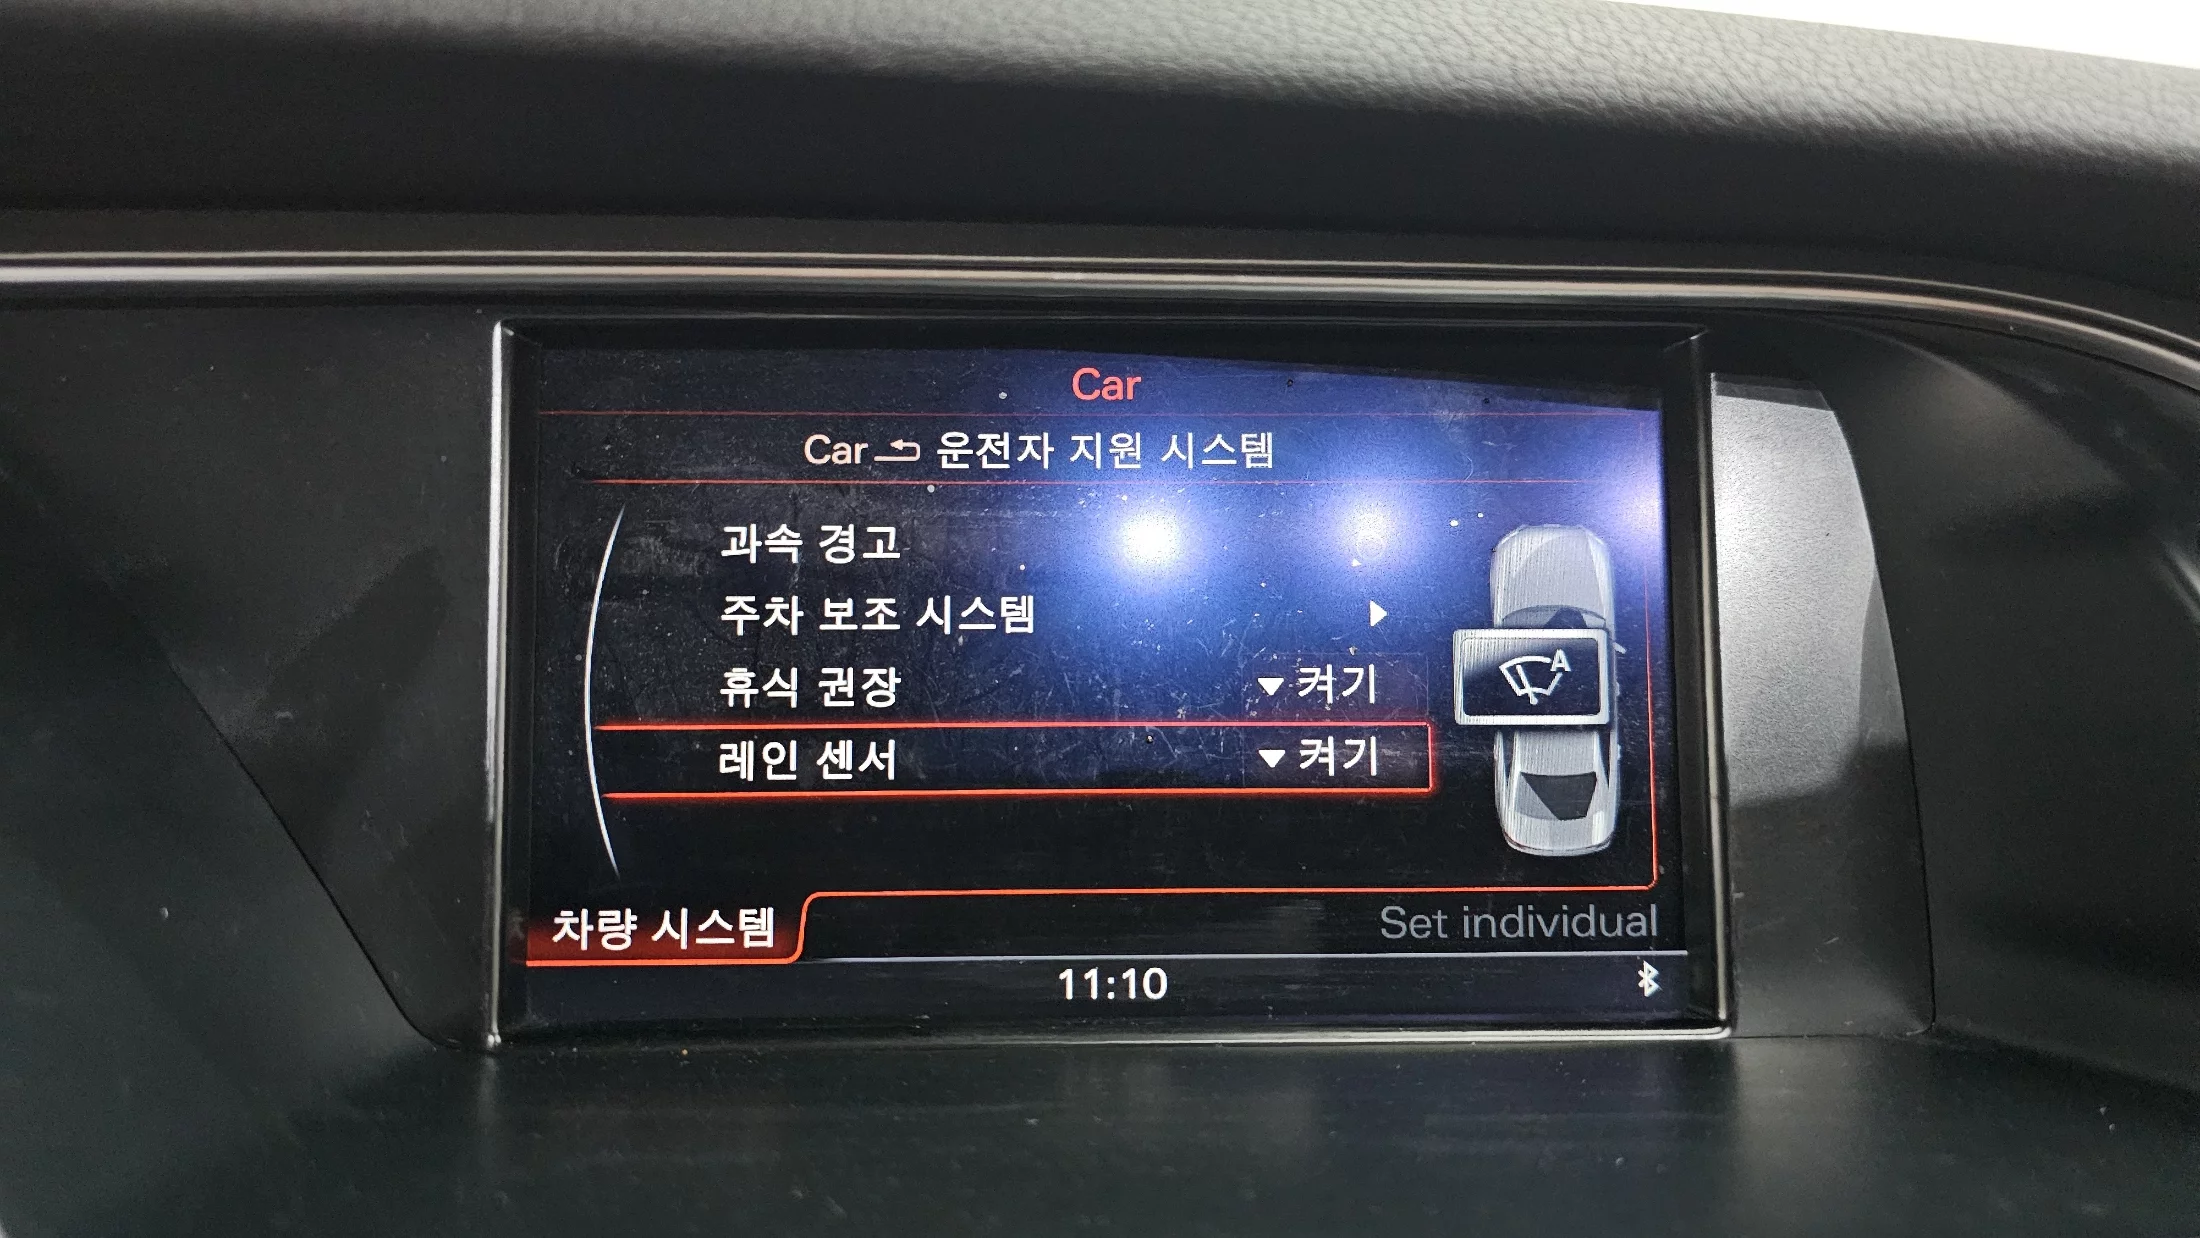 Car
Car 운전자 지원 시스템
과속 경고
주차 보조 시스템
휴식 권장 켜기
레인 센서 켜기
A
차량 시스템
Set individual
11:10